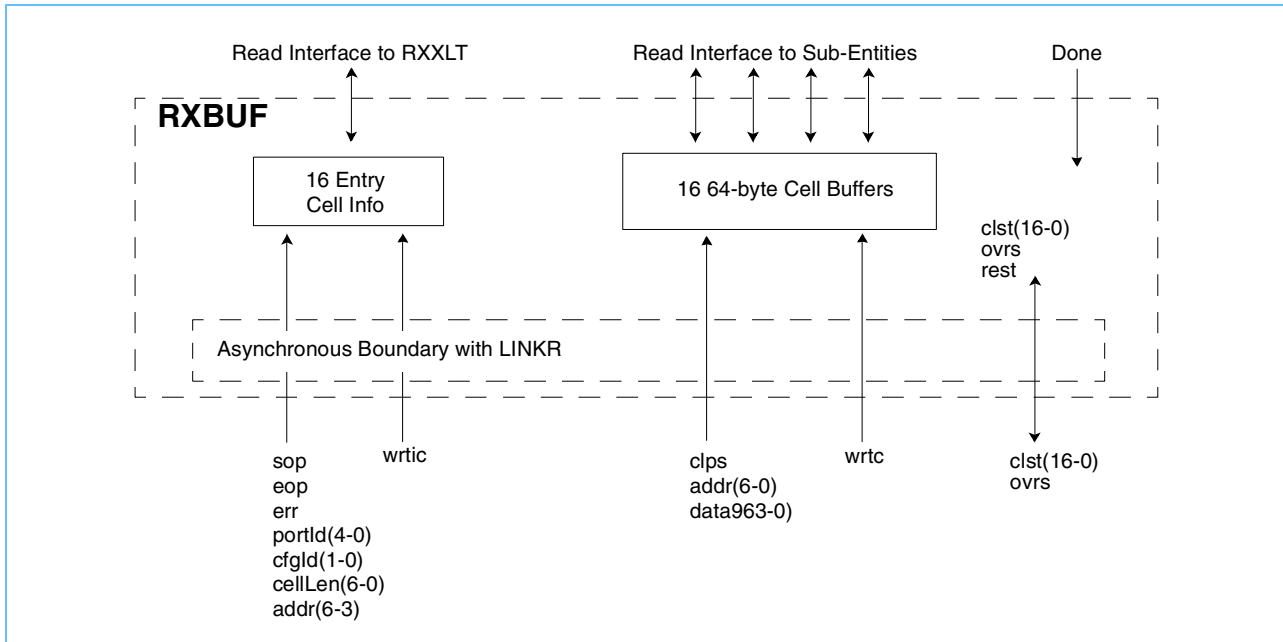 Read Interface to RXXLT
Read Interface to Sub-Entities
Done
RXBUF
16 Entry
Cell Info
16 64-byte Cell Buffers
clst(16-0)
ovrs
rest
Asynchronous Boundary with LINKR
sop
eop
err
portId(4-0)
cfgId(1-0)
cellLen(6-0)
addr(6-3)
wrtic
clps
addr(6-0)
data963-0)
wrtc
clst(16-0)
ovrs